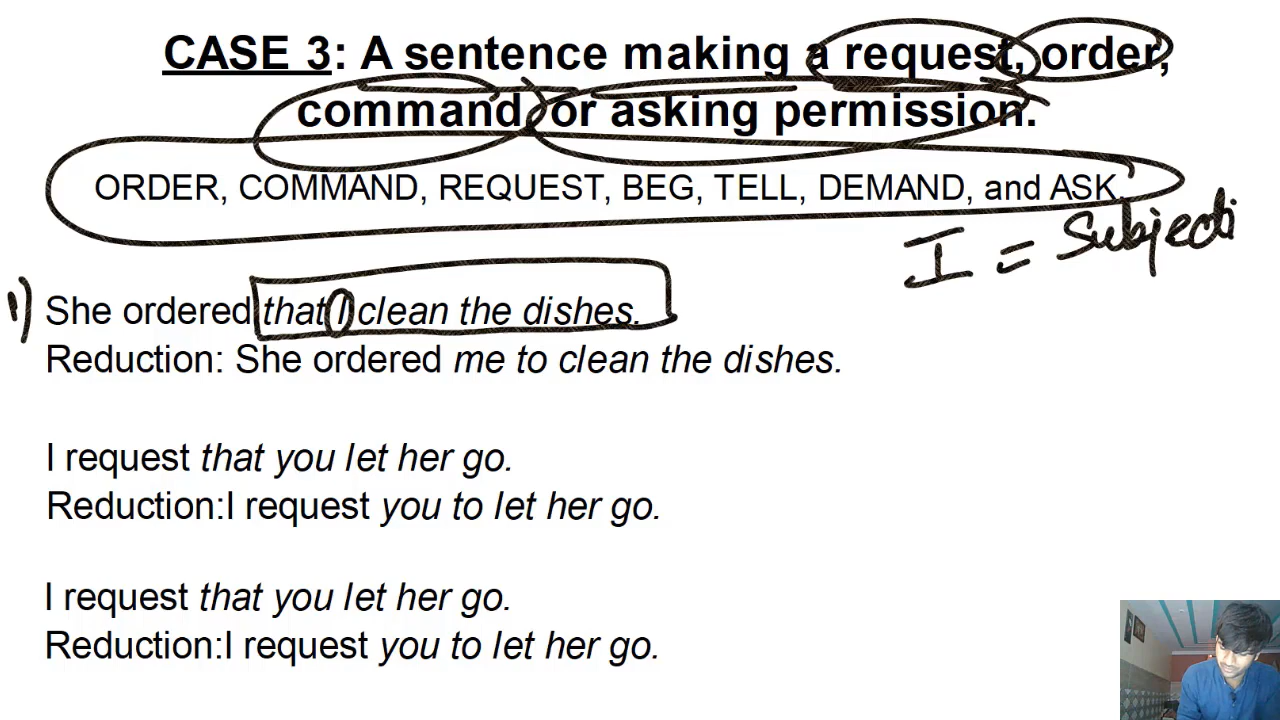 CASE 3: A sentence making a request, order,
command, or asking permission.
ORDER, COMMAND, REQUEST, BEG, TELL, DEMAND, and ASK.
I = Subjecti
1) She ordered that I clean the dishes.
Reduction: She ordered me to clean the dishes.
I request that you let her go.
Reduction:I request you to let her go.
I request that you let her go.
Reduction:I request you to let her go.